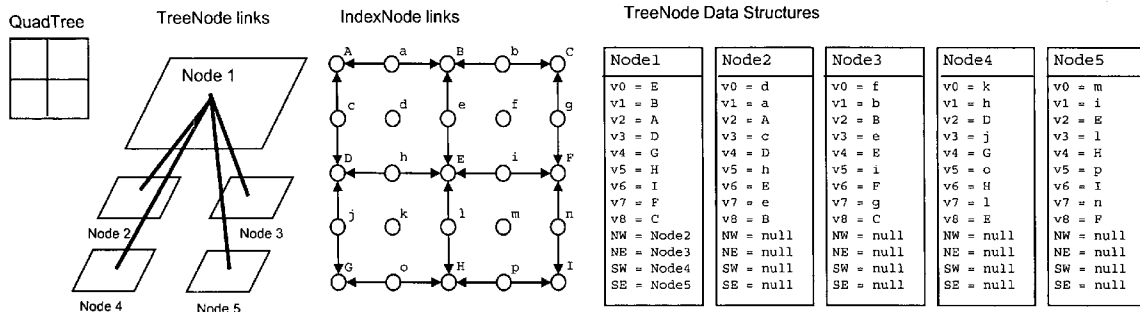 QuadTree
TreeNode links
Node 1
Node 2
Node 3
Node 4
Node 5
IndexNode links
A a B b C
c d e f g
D h E i F
j k l m n
G o H p I
TreeNode Data Structures
Node1
v0 = E
v1 = B
v2 = A
v3 = D
v4 = G
v5 = H
v6 = I
v7 = F
v8 = C
NW = Node2
NE = Node3
SW = Node4
SE = Node5
Node2
v0 = d
v1 = a
v2 = A
v3 = c
v4 = D
v5 = h
v6 = E
v7 = e
v8 = B
NW = null
NE = null
SW = null
SE = null
Node3
v0 = f
v1 = b
v2 = B
v3 = e
v4 = E
v5 = i
v6 = F
v7 = g
v8 = C
NW = null
NE = null
SW = null
SE = null
Node4
v0 = k
v1 = h
v2 = D
v3 = j
v4 = G
v5 = o
v6 = H
v7 = l
v8 = E
NW = null
NE = null
SW = null
SE = null
Node5
v0 = m
v1 = i
v2 = E
v3 = l
v4 = H
v5 = p
v6 = I
v7 = n
v8 = F
NW = null
NE = null
SW = null
SE = null